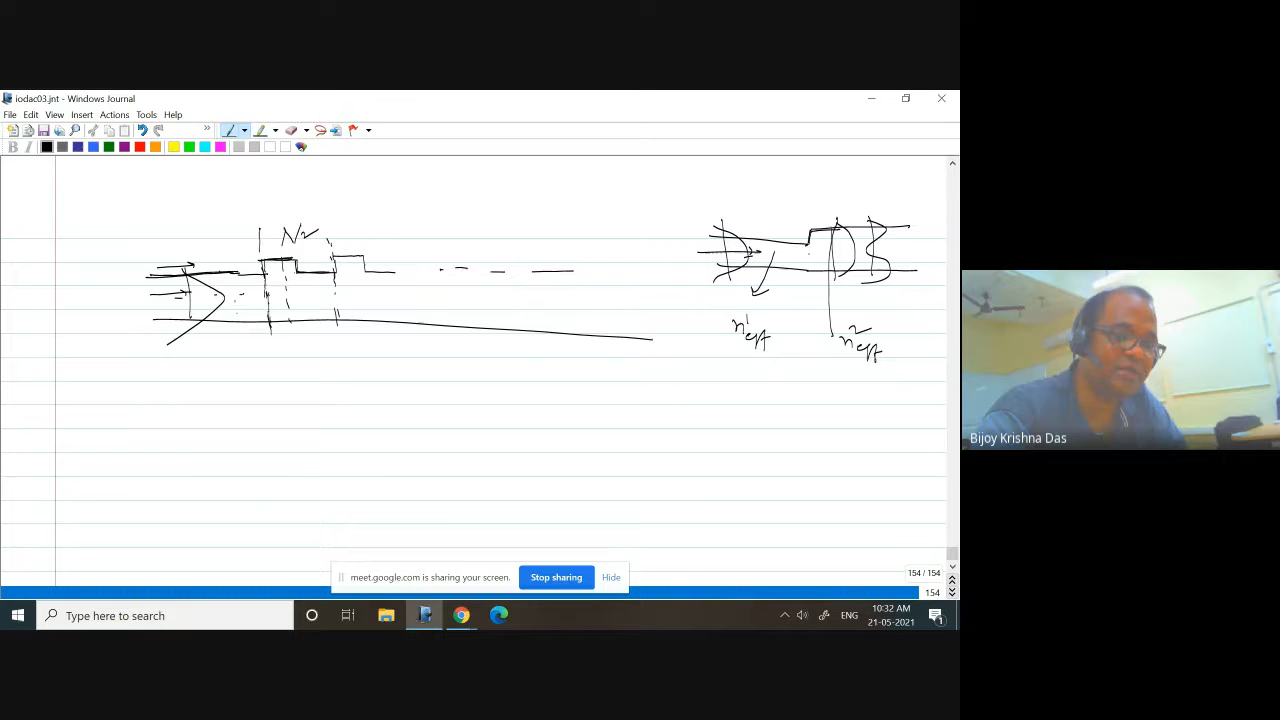 iodac03.jnt - Windows Journal
File Edit View Insert Actions Tools Help
B I
n¹eff
n²eff
Bijoy Krishna Das
meet.google.com is sharing your screen. Stop sharing Hide
154 / 154
154
Type here to search
ENG
10:32 AM
21-05-2021
1